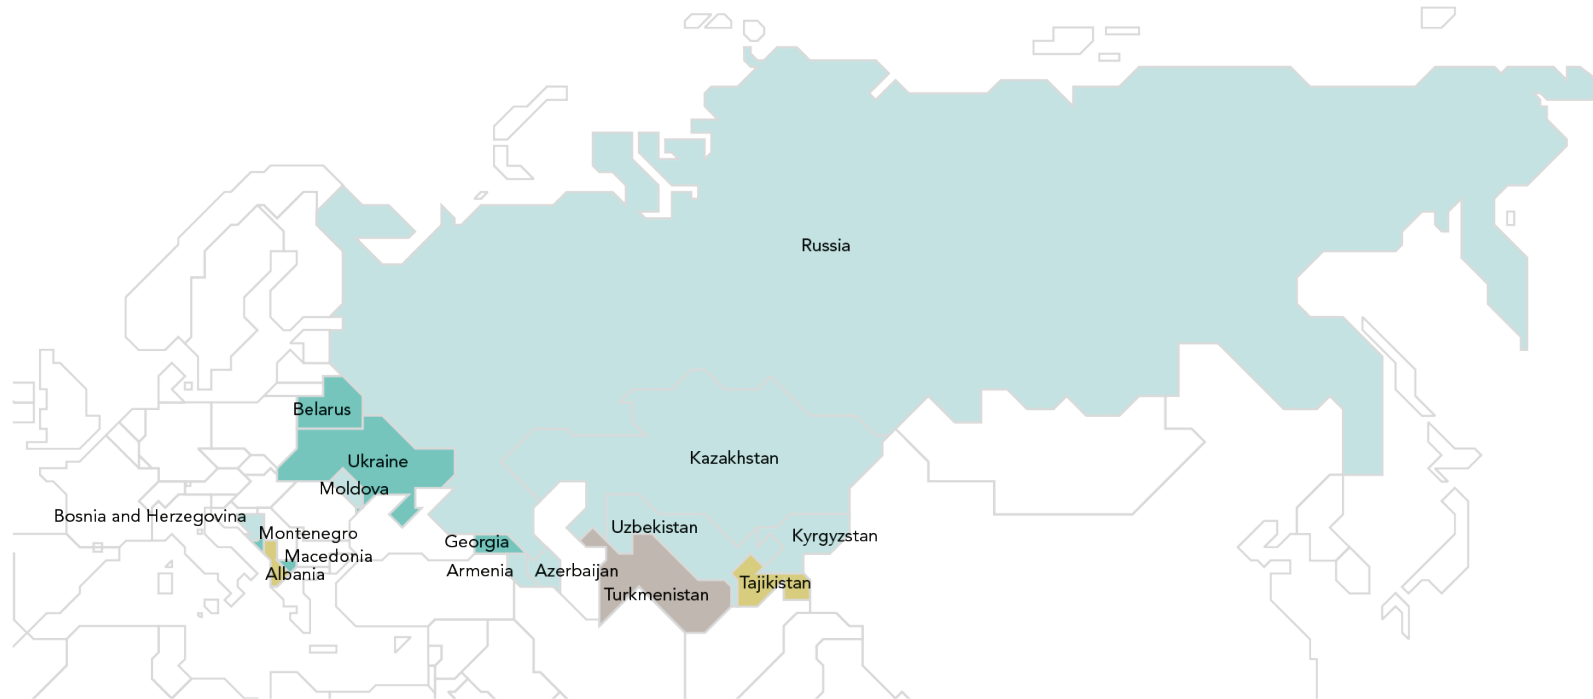 Russia
Belarus
Kazakhstan
Ukraine
Moldova
Bosnia and Herzegovina
Uzbekistan
Montenegro
Kyrgyzstan
Georgia
Macedonia
Armenia
Azerbaijan
Albania
Tajikistan
Turkmenistan